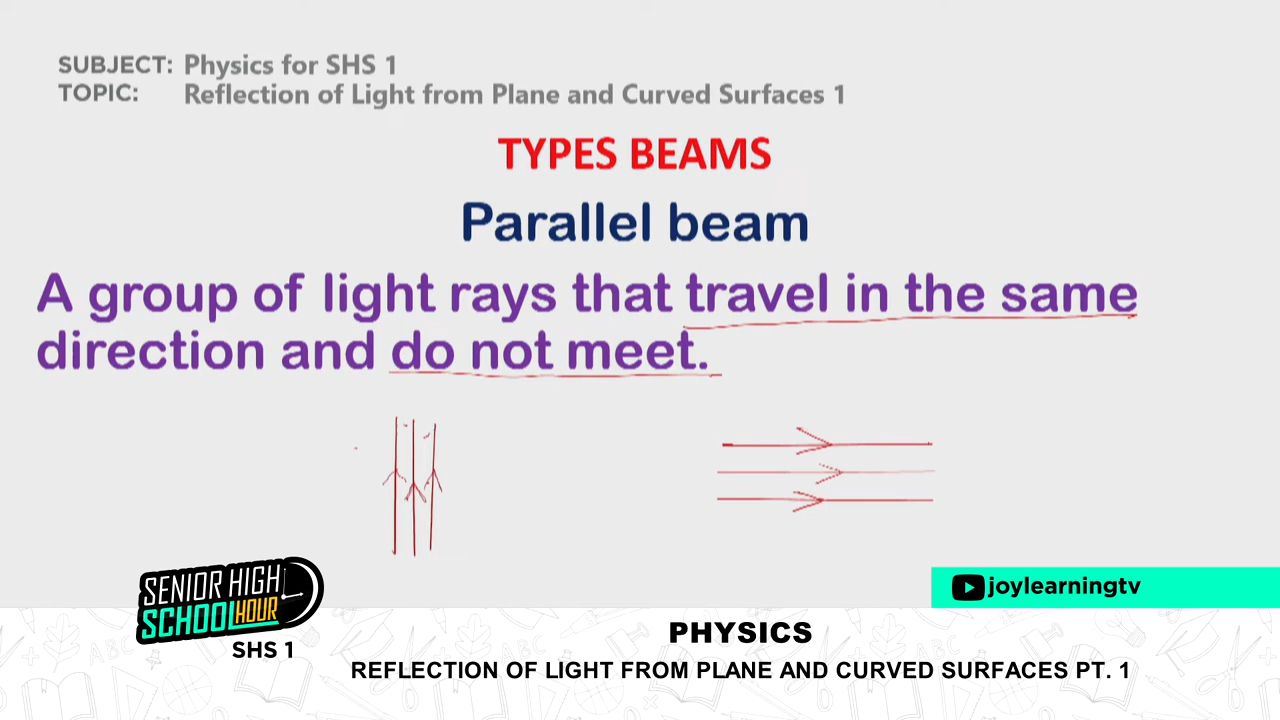 SUBJECT: Physics for SHS 1
TOPIC: Reflection of Light from Plane and Curved Surfaces 1
TYPES BEAMS
Parallel beam
A group of light rays that travel in the same
direction and do not meet.
SENIOR HIGH
SCHOOL HOUR
SHS 1
joylearningtv
PHYSICS
REFLECTION OF LIGHT FROM PLANE AND CURVED SURFACES PT. 1